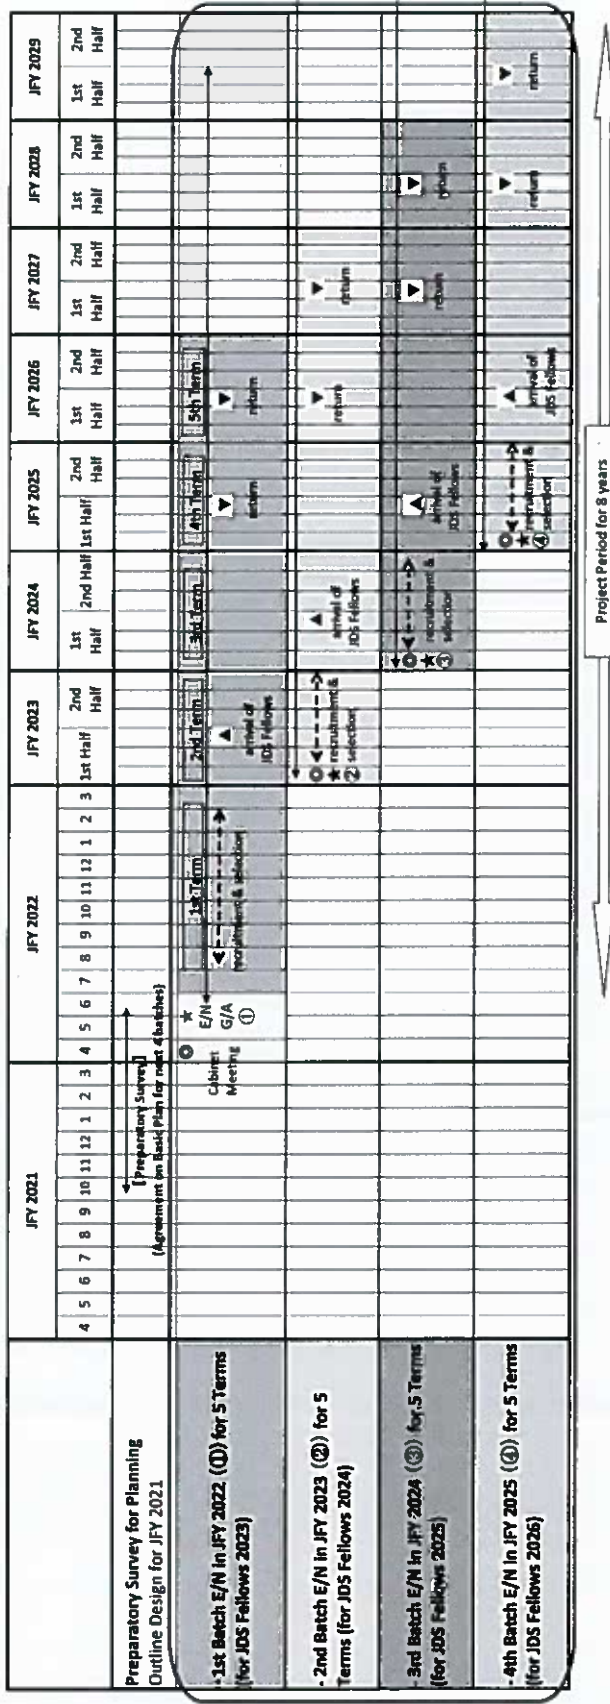 JFY 2021
JFY 2022
JFY 2023
JFY 2024
JFY 2025
JFY 2026
JFY 2027
JFY 2028
JFY 2029
4 5 6 7 8 9 10 11 12 1 2 3
4 5 6 7 8 9 10 11 12 1 2 3
1st Half
2nd Half
1st Half
2nd Half
1st Half
2nd Half
1st Half
2nd Half
1st Half
2nd Half
1st Half
2nd Half
1st Half
2nd Half
Preparatory Survey for Planning
Outline Design for JFY 2021
[Preparatory Survey]
(Agreement on Basic Plan for next 4 batches)
- 1st Batch E/N in JFY 2022 (①) for 5 Terms
(for JDS Fellows 2023)
Cabinet
Meeting
E/N
G/A
①
1st Term
recruitment & selection
2nd Term
arrival of
JDS Fellows
3rd Term
4th Term
return
5th Term
return
- 2nd Batch E/N in JFY 2023 (②) for 5
Terms (for JDS Fellows 2024)
recruitment &
② selection
arrival of
JDS Fellows
return
return
- 3rd Batch E/N in JFY 2024 (③) for 5 Terms
(for JDS Fellows 2025)
recruitment &
③ selection
arrival of
JDS Fellows
return
return
- 4th Batch E/N in JFY 2025 (④) for 5 Terms
(for JDS Fellows 2026)
recruitment &
④ selection
arrival of
JDS Fellows
return
return
Project Period for 8 years